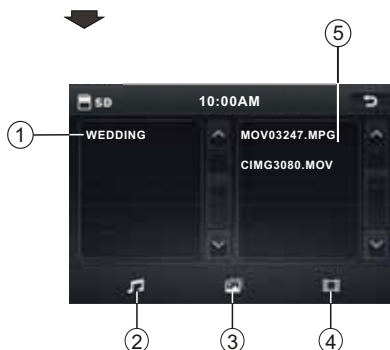 5
SD 10:00AM
1
WEDDING MOV03247.MPG
CIMG3080.MOV
2 3 4